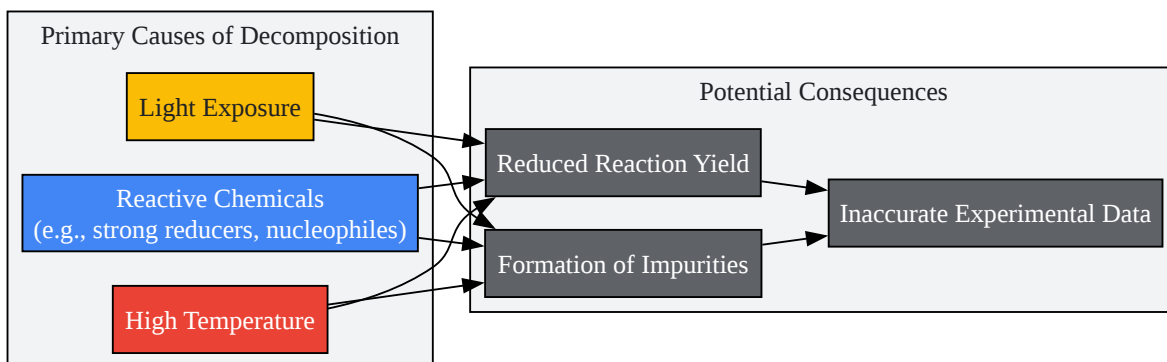 Primary Causes of Decomposition
Light Exposure
Reactive Chemicals
(e.g., strong reducers, nucleophiles)
High Temperature
Potential Consequences
Reduced Reaction Yield
Formation of Impurities
Inaccurate Experimental Data